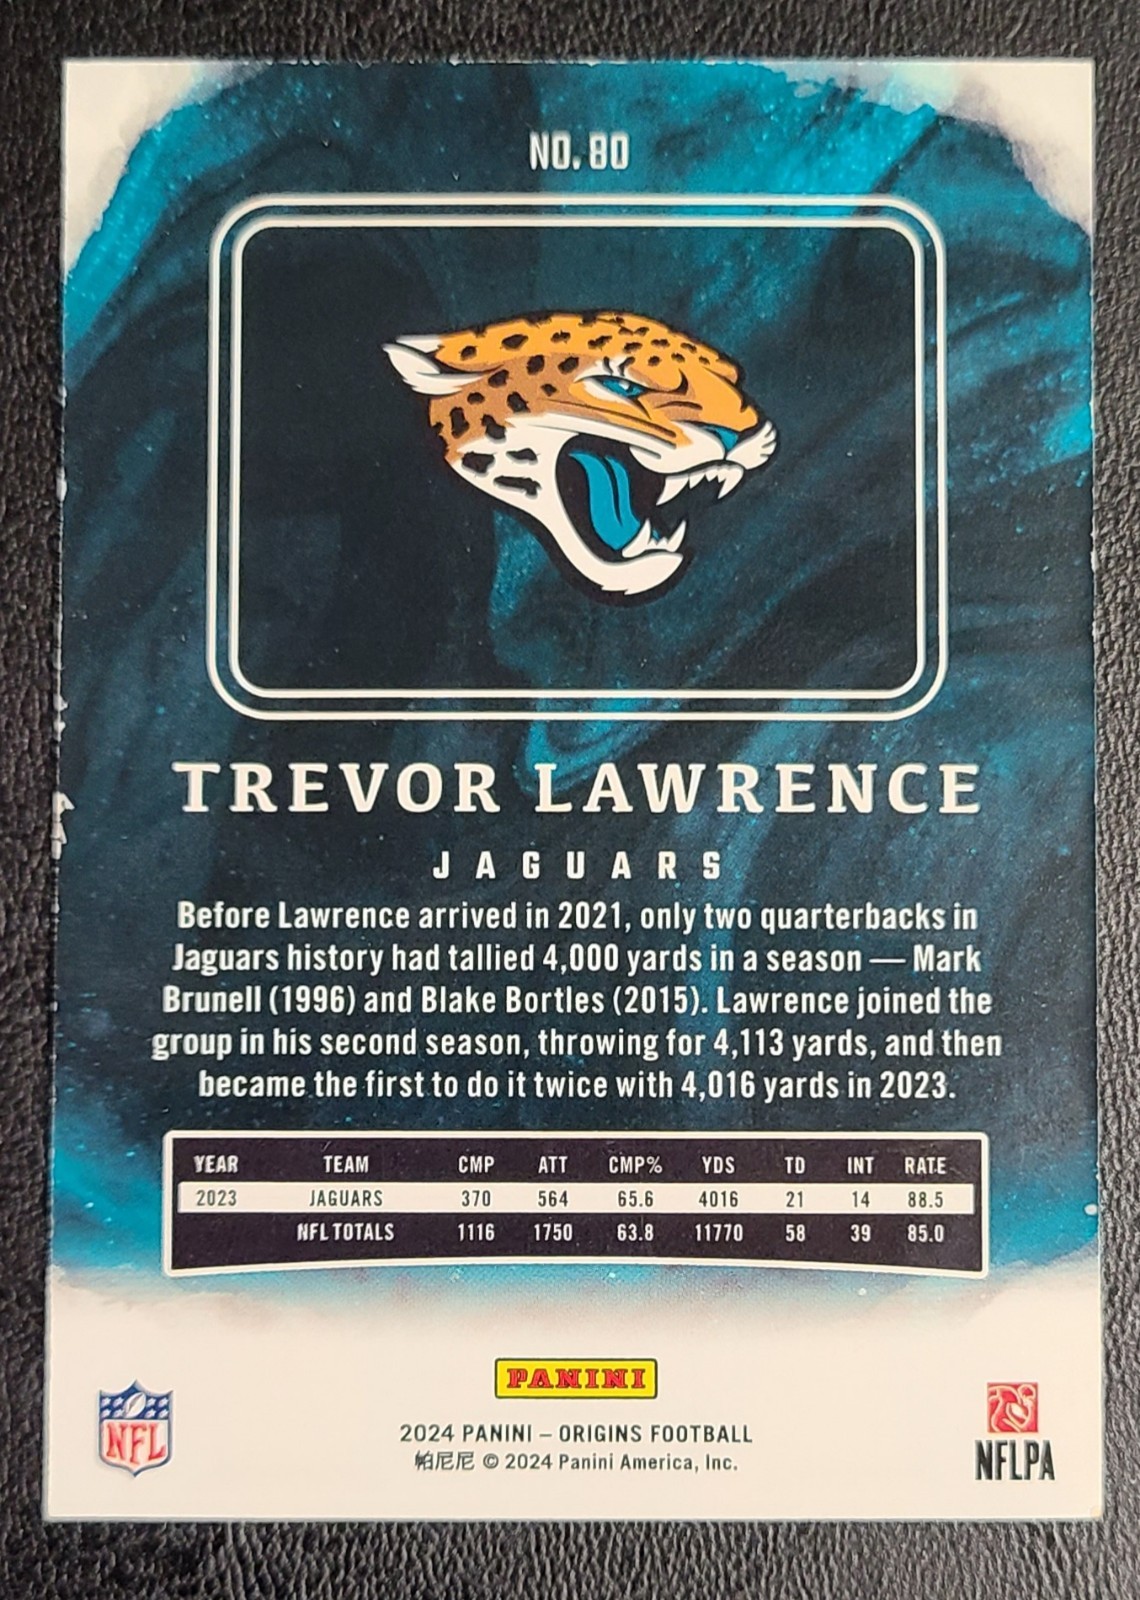 NO. 80
TREVOR LAWRENCE
JAGUARS
Before Lawrence arrived in 2021, only two quarterbacks in
Jaguars history had tallied 4,000 yards in a season — Mark
Brunell (1996) and Blake Bortles (2015). Lawrence joined the
group in his second season, throwing for 4,113 yards, and then
became the first to do it twice with 4,016 yards in 2023.
YEAR TEAM CMP ATT CMP% YDS TD INT RATE
2023 JAGUARS 370 564 65.6 4016 21 14 88.5
NFL TOTALS 1116 1750 63.8 11770 58 39 85.0
PANINI
2024 PANINI – ORIGINS FOOTBALL
帕尼尼 © 2024 Panini America, Inc.
NFL
NFLPA